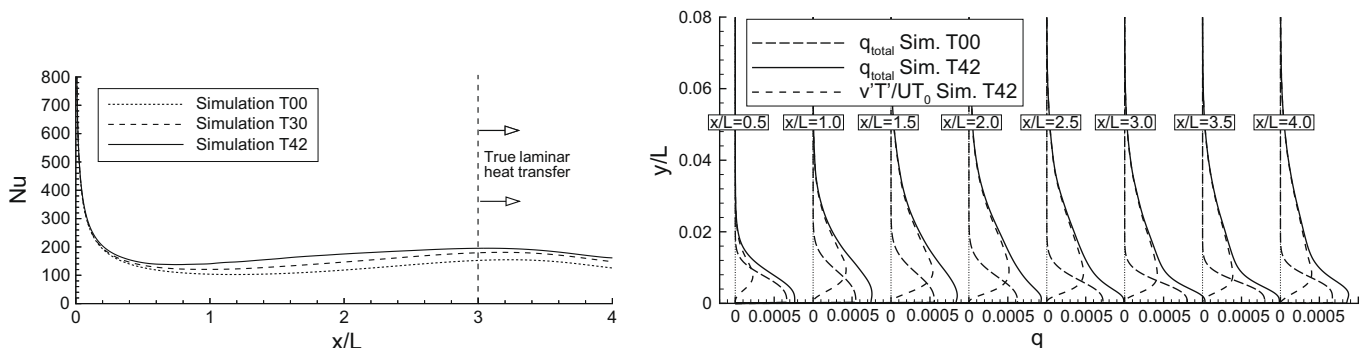 800
700
600
500
400
300
200
100
0
Nu
Simulation T00
Simulation T30
Simulation T42
True laminar
heat transfer
0 1 2 3 4
x/L
0.08
0.06
0.04
0.02
0
y/L
q_total Sim. T00
q_total Sim. T42
v'T'/UT_0 Sim. T42
x/L=0.5 x/L=1.0 x/L=1.5 x/L=2.0 x/L=2.5 x/L=3.0 x/L=3.5 x/L=4.0
0 0.0005 0 0.0005 0 0.0005 0 0.0005 0 0.0005 0 0.0005 0 0.0005 0 0.0005
q